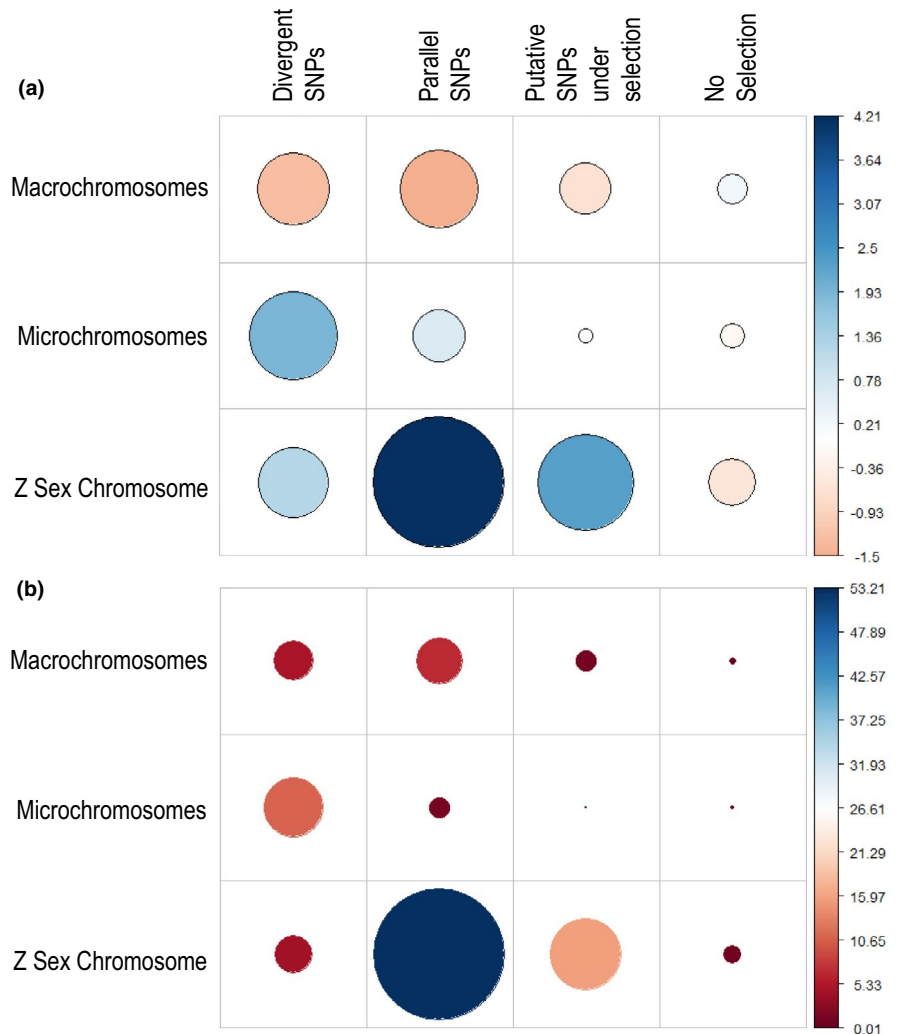 (a)
Divergent
SNPs
Parallel
SNPs
Putative
SNPs
under
selection
No
Selection
Macrochromosomes
Microchromosomes
Z Sex Chromosome
4.21
3.64
3.07
2.5
1.93
1.36
0.78
0.21
-0.36
-0.93
-1.5
(b)
Macrochromosomes
Microchromosomes
Z Sex Chromosome
53.21
47.89
42.57
37.25
31.93
26.61
21.29
15.97
10.65
5.33
0.01